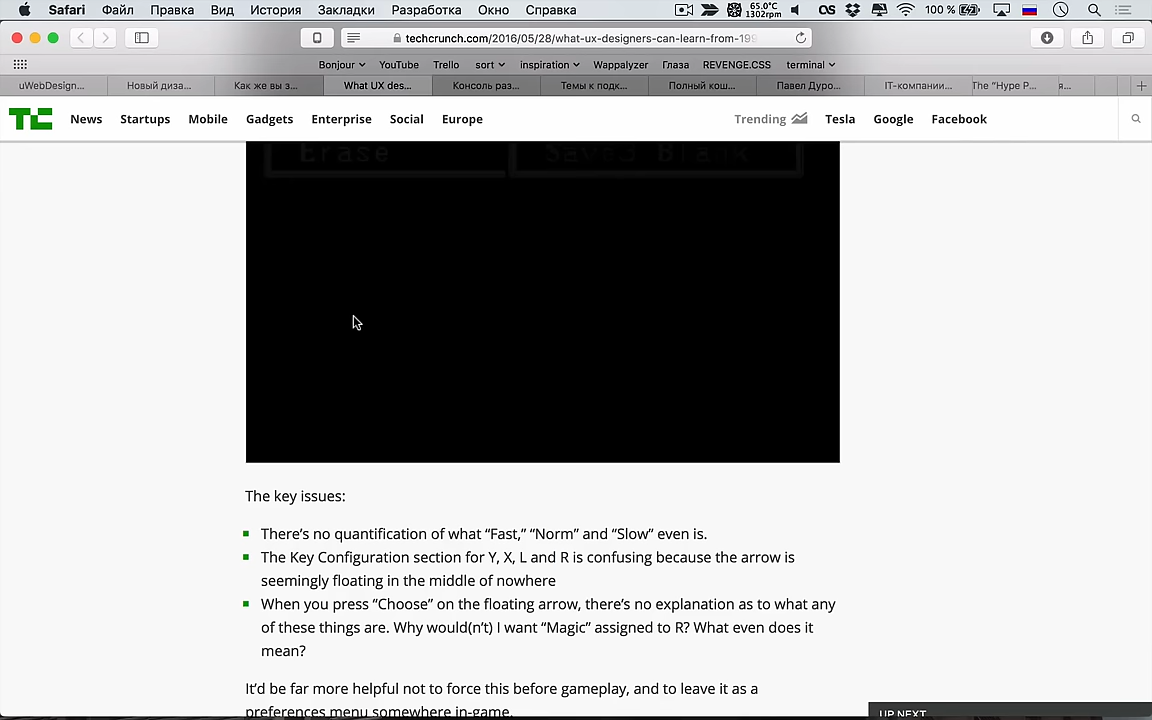 Safari Файл Правка Вид История Закладки Разработка Окно Справка 65.0°C 1302rpm 100 %
techcrunch.com/2016/05/28/what-ux-designers-can-learn-from-199
Bonjour YouTube Trello sort inspiration Wappalyzer Глаза REVENGE.CSS terminal
uWebDesign... Новый диза... Как же вы з... What UX des... Консоль раз... Темы к подк... Полный кош... Павел Дуро... IT-компании... The "Hype P... я...
TC News Startups Mobile Gadgets Enterprise Social Europe Trending Tesla Google Facebook
Erase Save3 Blank
The key issues:
There's no quantification of what “Fast,” “Norm” and “Slow” even is.
The Key Configuration section for Y, X, L and R is confusing because the arrow is
seemingly floating in the middle of nowhere
When you press “Choose” on the floating arrow, there's no explanation as to what any
of these things are. Why would(n't) I want “Magic” assigned to R? What even does it
mean?
It'd be far more helpful not to force this before gameplay, and to leave it as a
preferences menu somewhere in-game.
UP NEXT